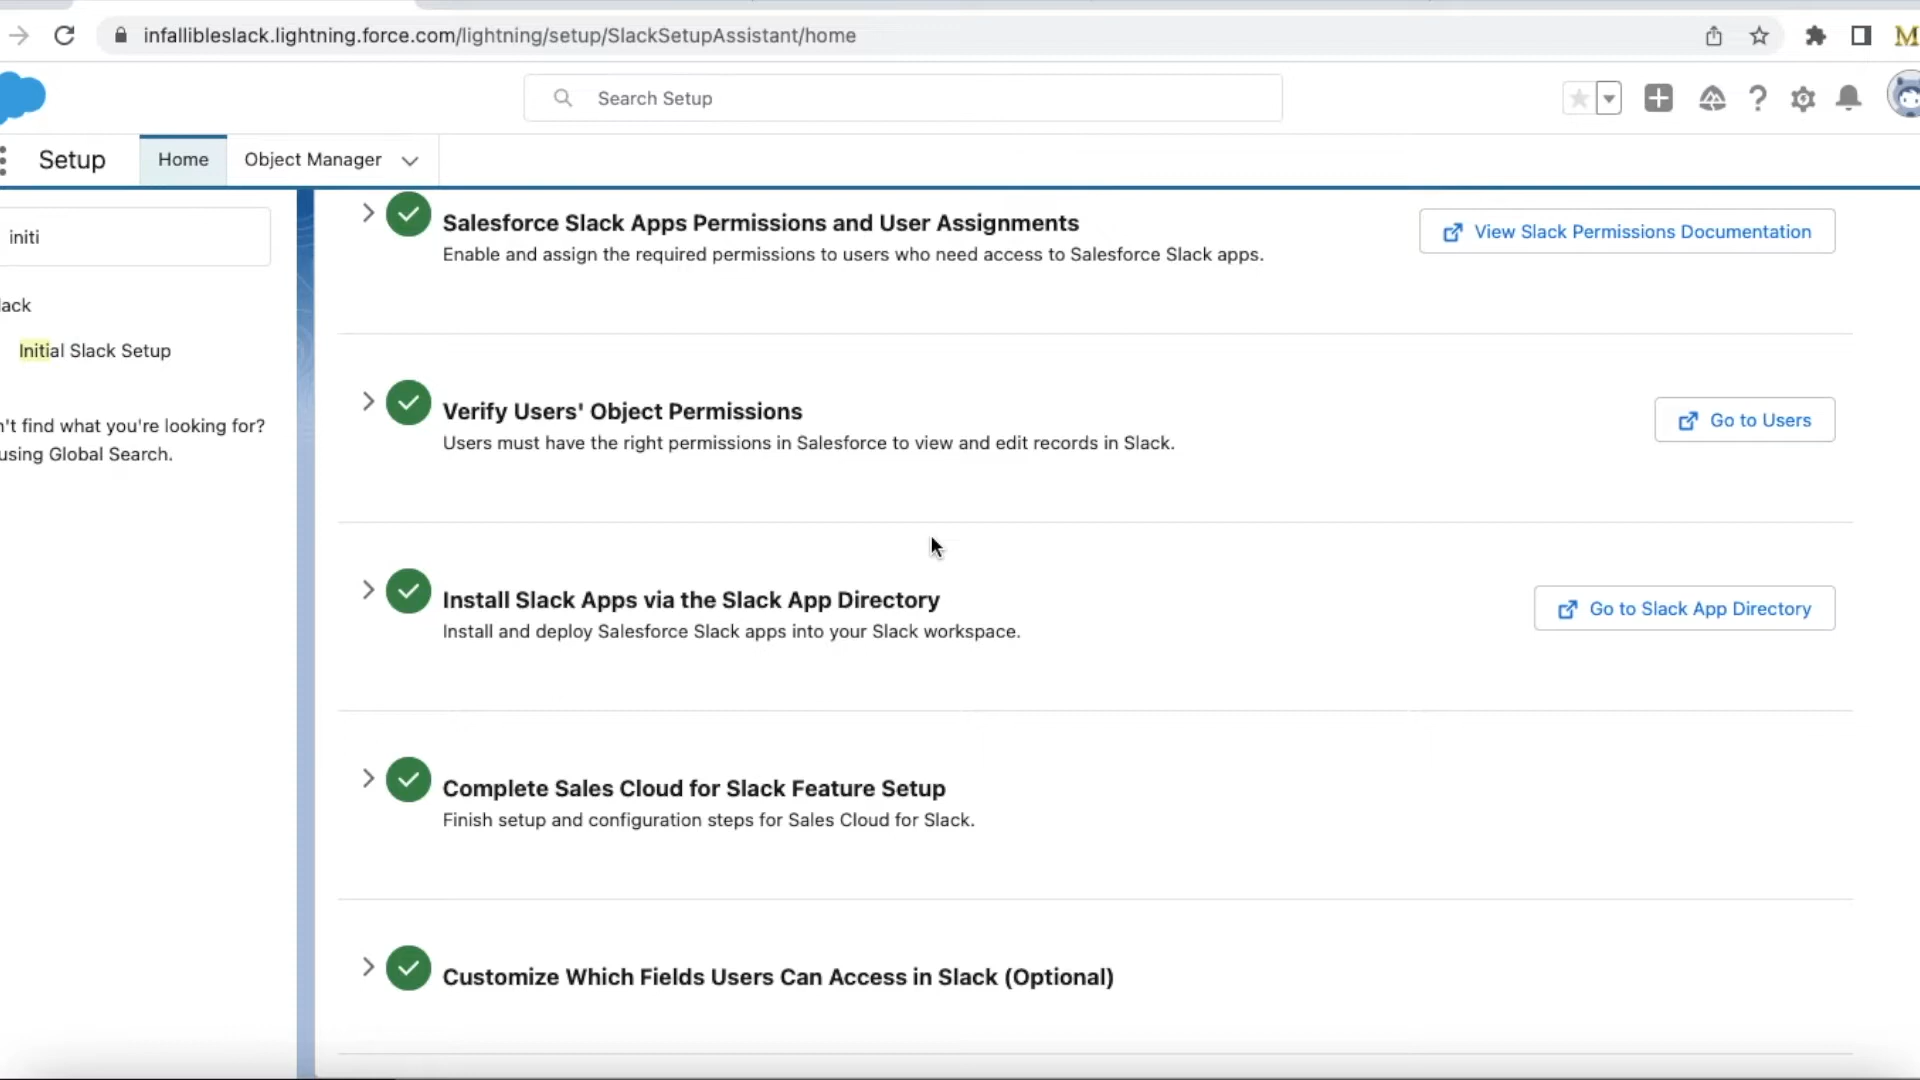 infallibleslack.lightning.force.com/lightning/setup/SlackSetupAssistant/home
M
Search Setup
Setup
Home
Object Manager
initi
lack
Initial Slack Setup
n't find what you're looking for?
using Global Search.
Salesforce Slack Apps Permissions and User Assignments
Enable and assign the required permissions to users who need access to Salesforce Slack apps.
View Slack Permissions Documentation
Verify Users' Object Permissions
Users must have the right permissions in Salesforce to view and edit records in Slack.
Go to Users
Install Slack Apps via the Slack App Directory
Install and deploy Salesforce Slack apps into your Slack workspace.
Go to Slack App Directory
Complete Sales Cloud for Slack Feature Setup
Finish setup and configuration steps for Sales Cloud for Slack.
Customize Which Fields Users Can Access in Slack (Optional)